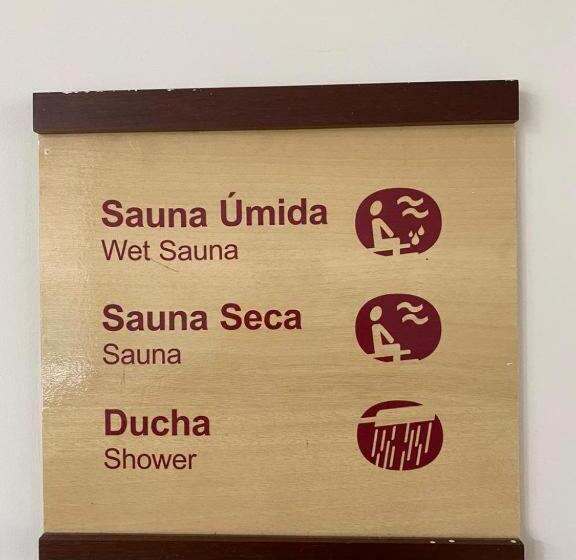 Sauna Úmida
Wet Sauna
Sauna Seca
Sauna
Ducha
Shower